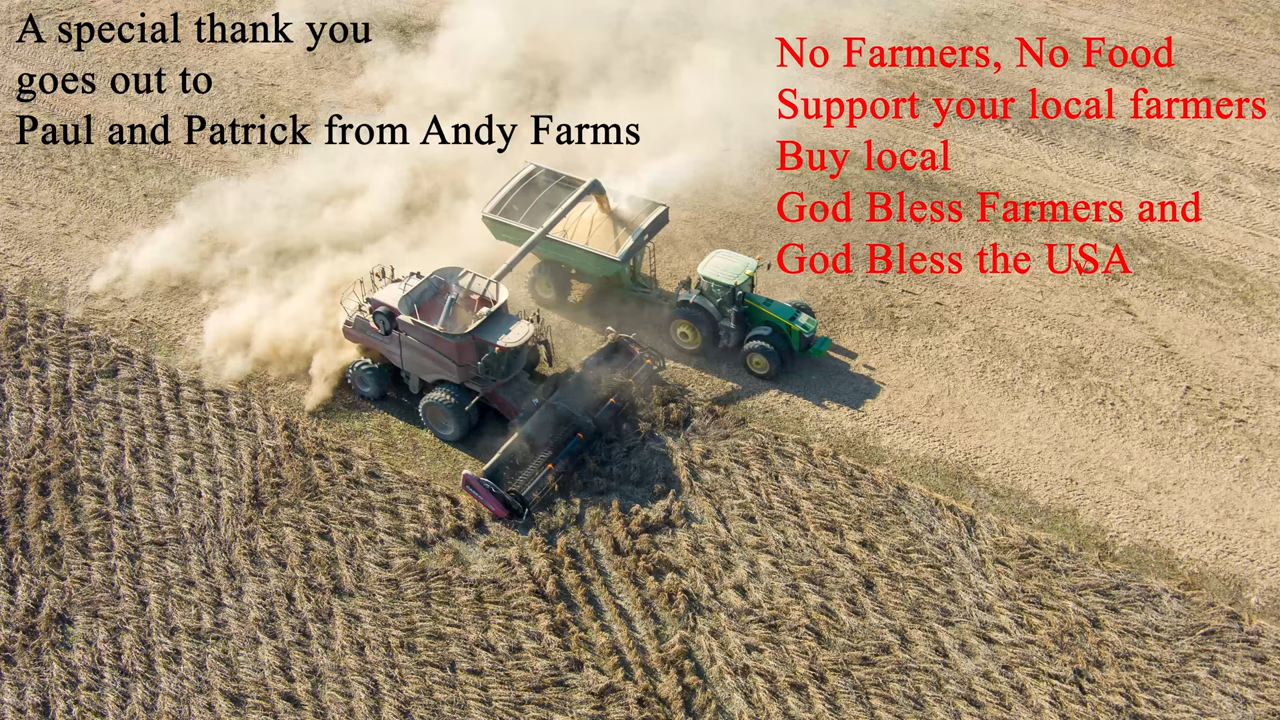 A special thank you
goes out to
Paul and Patrick from Andy Farms
No Farmers, No Food
Support your local farmers
Buy local
God Bless Farmers and
God Bless the USA